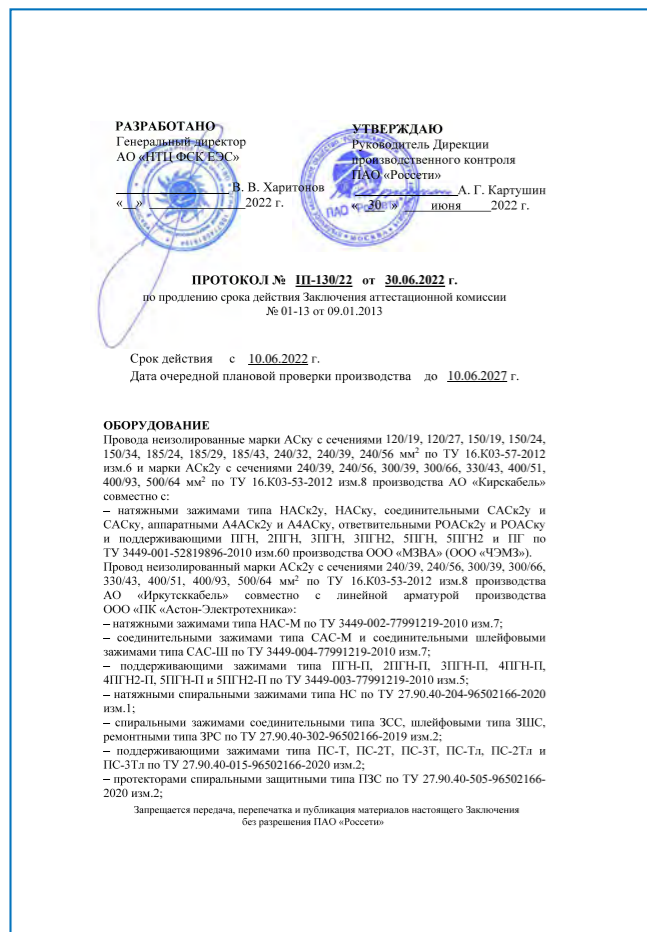 РАЗРАБОТАНО
Генеральный директор
АО «НТЦ ФСК ЕЭС»
В. В. Харитонов
«__» ________________2022 г.
УТВЕРЖДАЮ
Руководитель Дирекции
производственного контроля
ПАО «Россети»
А. Г. Картушин
« 30 » июня 2022 г.
ПАО "РОССЕТИ"
МОСКВА
ПРОТОКОЛ № IП-130/22 от 30.06.2022 г.
по продлению срока действия Заключения аттестационной комиссии
№ 01-13 от 09.01.2013
Срок действия с 10.06.2022 г.
Дата очередной плановой проверки производства до 10.06.2027 г.
ОБОРУДОВАНИЕ
Провода неизолированные марки АСку с сечениями 120/19, 120/27, 150/19, 150/24,
150/34, 185/24, 185/29, 185/43, 240/32, 240/39, 240/56 мм² по ТУ 16.К03-57-2012
изм.6 и марки АСк2у с сечениями 240/39, 240/56, 300/39, 300/66, 330/43, 400/51,
400/93, 500/64 мм² по ТУ 16.К03-53-2012 изм.8 производства АО «Кирскабель»
совместно с:
– натяжными зажимами типа НАСк2у, НАСку, соединительными САСк2у и
САСку, аппаратными А4АСк2у и А4АСку, ответвительными РОАСк2у и РОАСку
и поддерживающими ПГН, 2ПГН, 3ПГН, 3ПГН2, 5ПГН, 5ПГН2 и ПГ по
ТУ 3449-001-52819896-2010 изм.60 производства ООО «МЗВА» (ООО «ЧЭМЗ»).
Провод неизолированный марки АСк2у с сечениями 240/39, 240/56, 300/39, 300/66,
330/43, 400/51, 400/93, 500/64 мм² по ТУ 16.К03-53-2012 изм.8 производства
АО «Иркутсккабель» совместно с линейной арматурой производства
ООО «ПК «Астон-Электротехника»:
– натяжными зажимами типа НАС-М по ТУ 3449-002-77991219-2010 изм.7;
– соединительными зажимами типа САС-М и соединительными шлейфовыми
зажимами типа САС-Ш по ТУ 3449-004-77991219-2010 изм.7;
– поддерживающими зажимами типа ПГН-П, 2ПГН-П, 3ПГН-П, 4ПГН-П,
4ПГН2-П, 5ПГН-П и 5ПГН2-П по ТУ 3449-003-77991219-2010 изм.5;
– натяжными спиральными зажимами типа НС по ТУ 27.90.40-204-96502166-2020
изм.1;
– спиральными зажимами соединительными типа ЗСС, шлейфовыми типа ЗШС,
ремонтными типа ЗРС по ТУ 27.90.40-302-96502166-2019 изм.2;
– поддерживающими зажимами типа ПС-Т, ПС-2Т, ПС-3Т, ПС-Тл, ПС-2Тл и
ПС-3Тл по ТУ 27.90.40-015-96502166-2020 изм.2;
– протекторами спиральными защитными типа ПЗС по ТУ 27.90.40-505-96502166-
2020 изм.2;
Запрещается передача, перепечатка и публикация материалов настоящего Заключения
без разрешения ПАО «Россети»